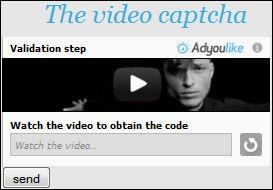 The video captcha
Validation step
Adyoulike
Watch the video to obtain the code
Watch the video...
send